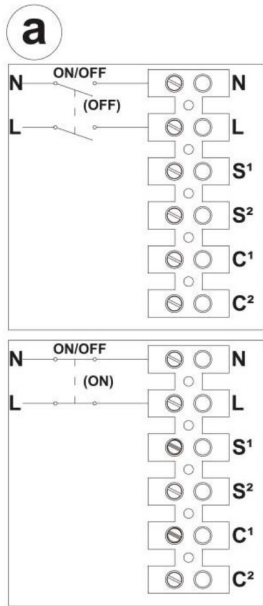 a
N ON/OFF N
(OFF)
L L
S¹
S²
C¹
C²
N ON/OFF N
(ON)
L L
S¹
S²
C¹
C²